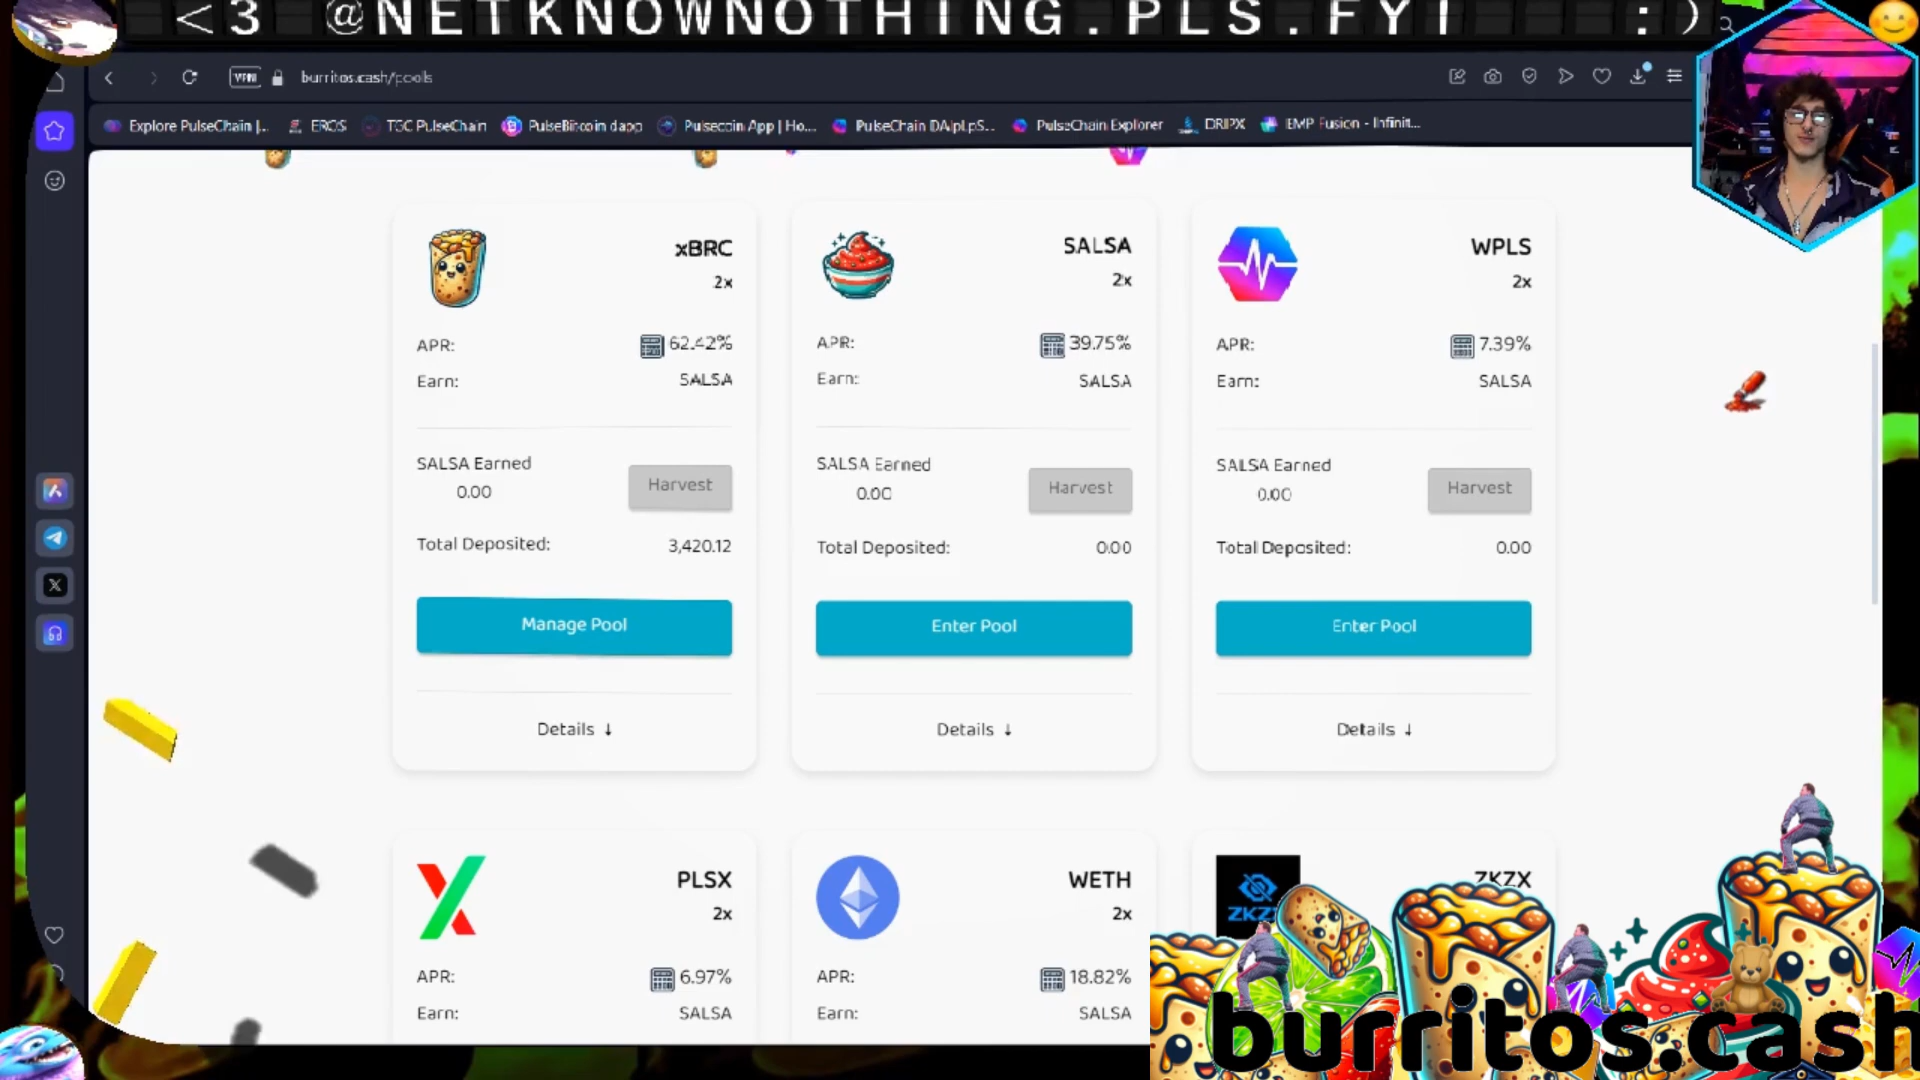 <3 @NETKNOWNOTHING.PLS.FYI :)
VPN burritos.cash/pools
Explore PulseChain |... EROS TSC PulseChain PulseBitcoin dapp Pulsecoin App | Ho... PulseChain Explorer DRIPX EMP Fusion - Infinit...
xBRC
2x
APR: 62.42%
Earn: SALSA
SALSA Earned
0.00
Harvest
Total Deposited: 3,420.12
Manage Pool
Details ↓
SALSA
2x
APR: 39.75%
Earn: SALSA
SALSA Earned
0.00
Harvest
Total Deposited: 0.00
Enter Pool
Details ↓
WPLS
2x
APR: 7.39%
Earn: SALSA
SALSA Earned
0.00
Harvest
Total Deposited: 0.00
Enter Pool
Details ↓
PLSX
2x
APR: 6.97%
Earn: SALSA
WETH
2x
APR: 18.82%
Earn: SALSA
ZKZX
burritos.cash